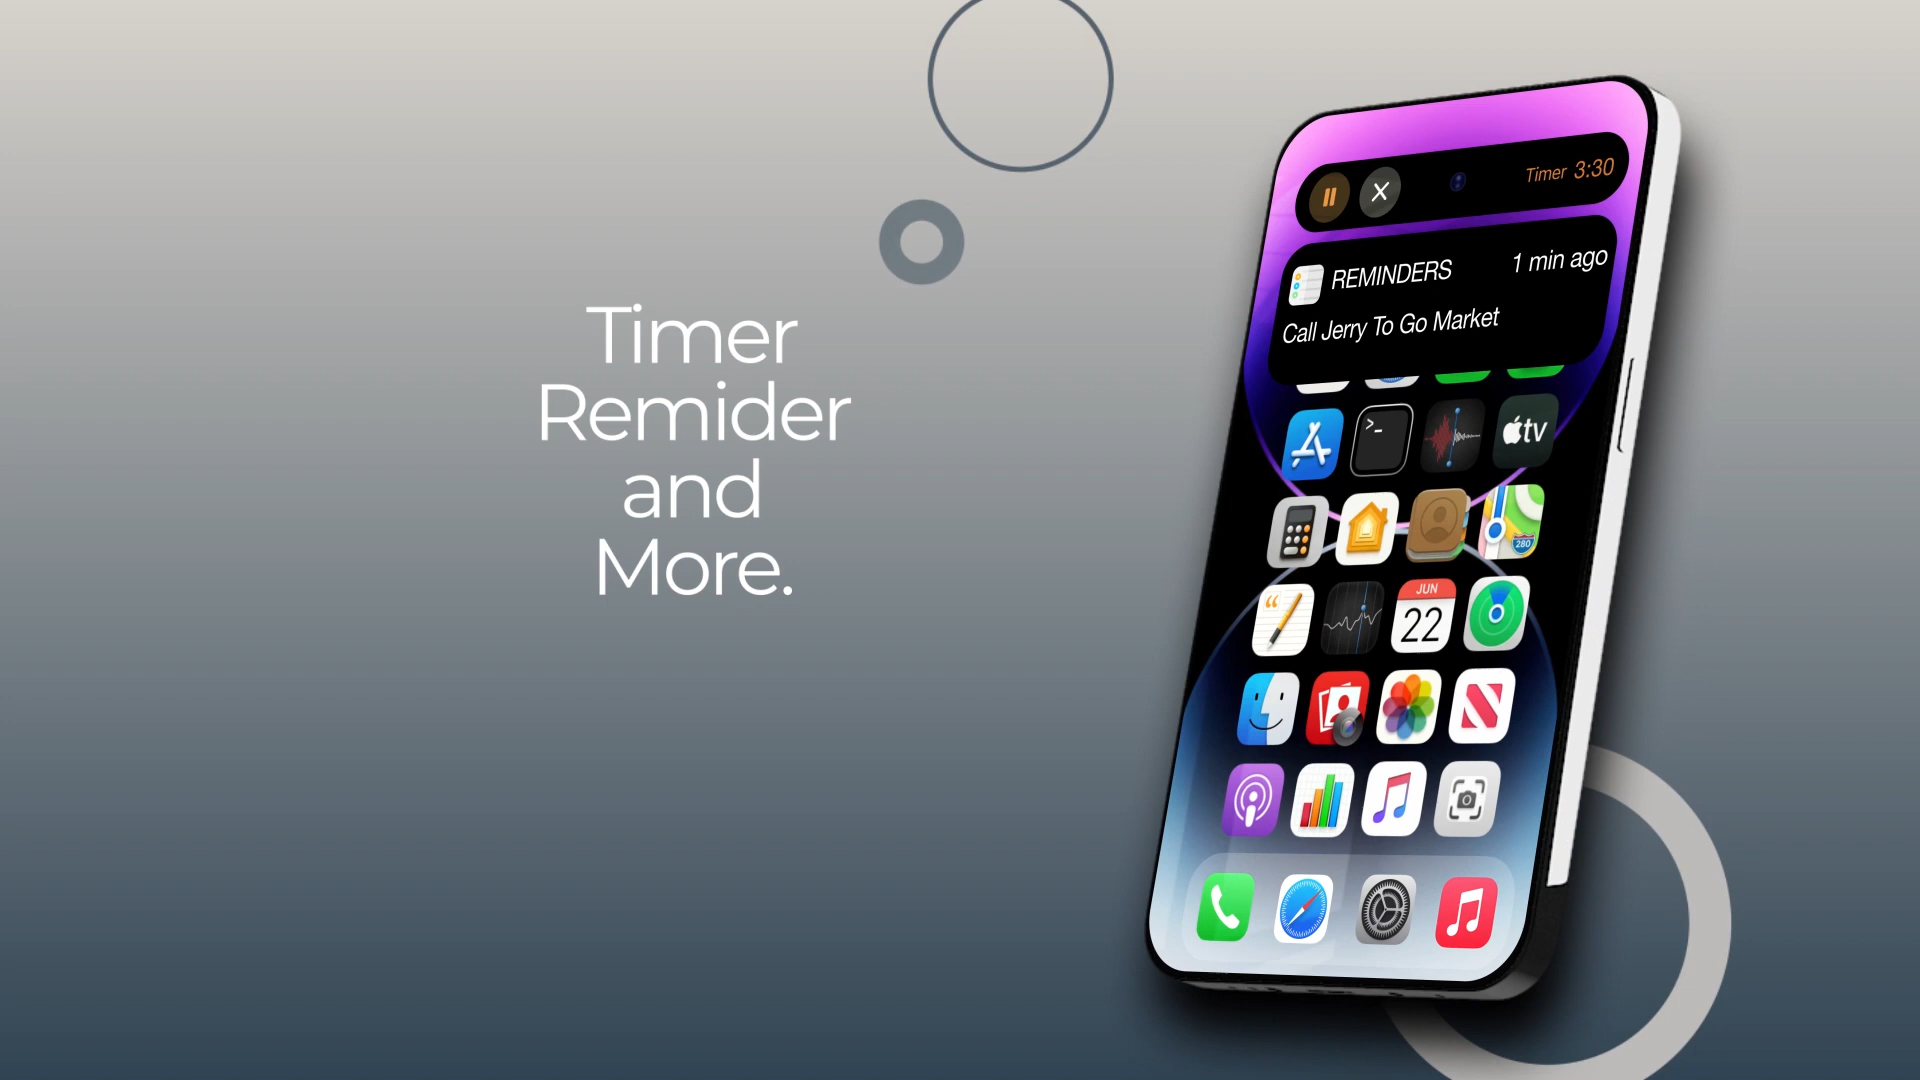 Timer
Remider
and
More.
Timer 3:30
REMINDERS 1 min ago
Call Jerry To Go Market
>_
tv
280
JUN
22